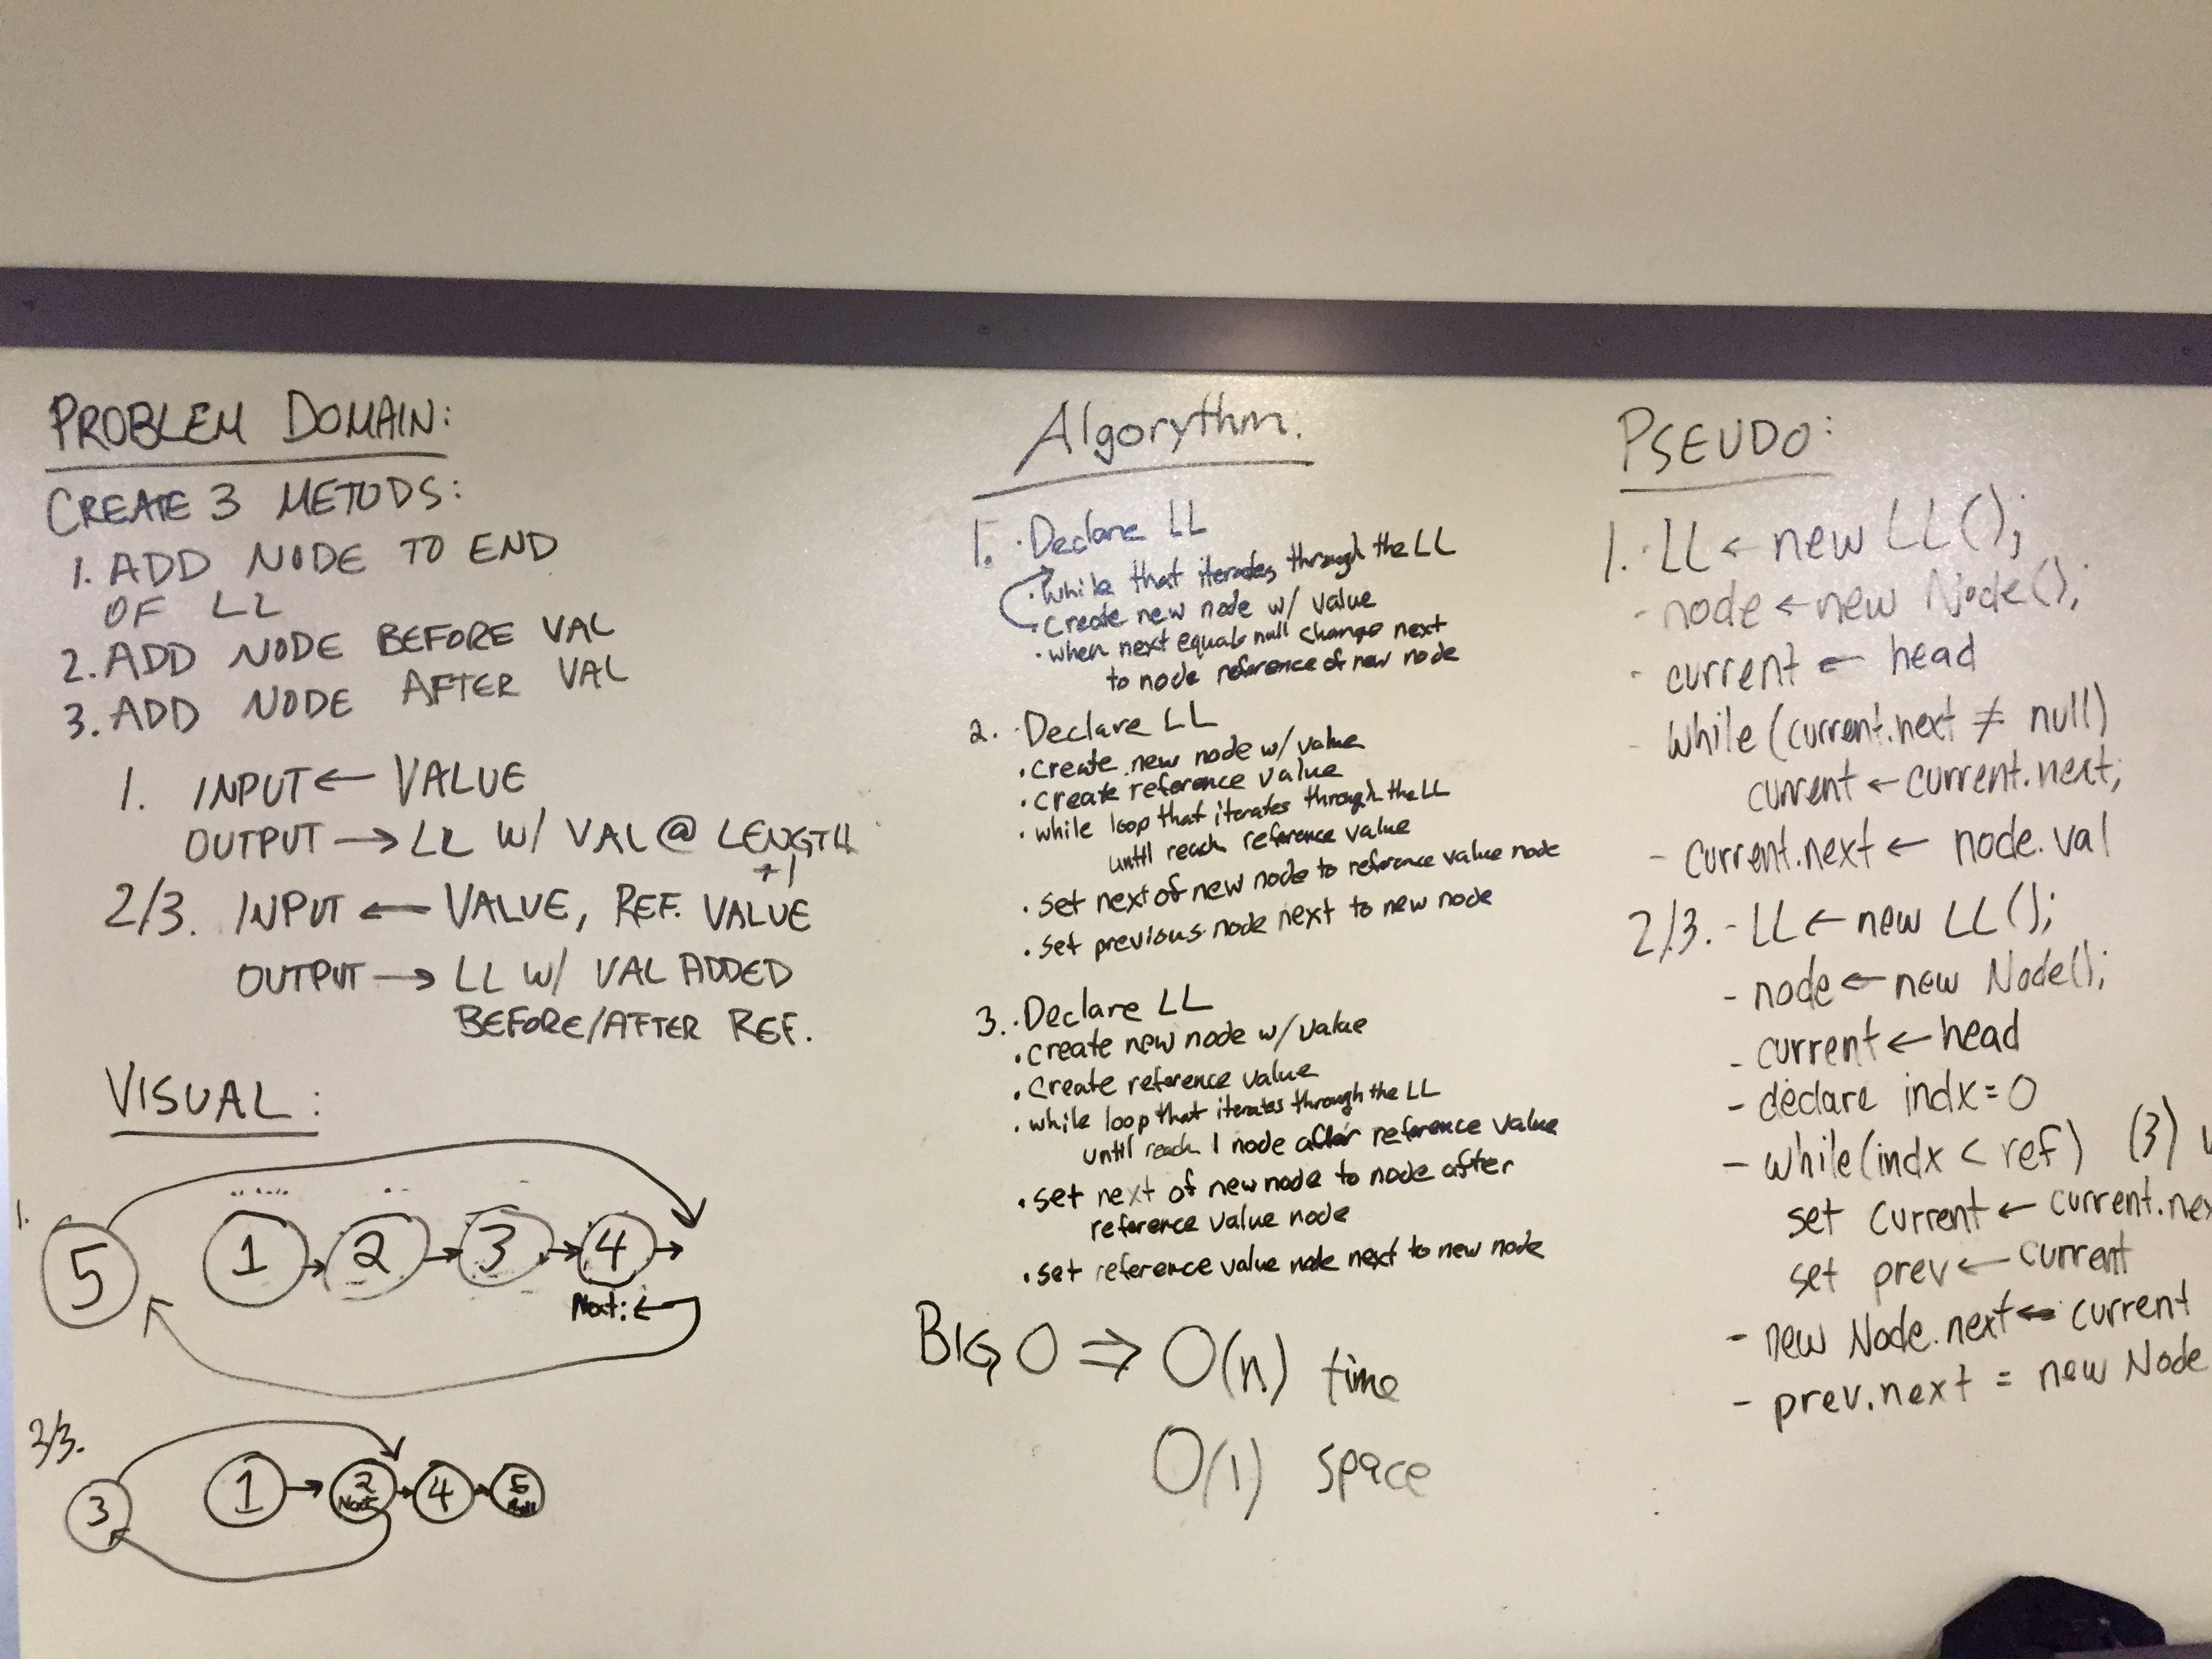 PROBLEM DOMAIN:
CREATE 3 METODS:
1. ADD NODE TO END
OF LL
2. ADD NODE BEFORE VAL
3. ADD NODE AFTER VAL
1. INPUT ← VALUE
OUTPUT → LL W/ VAL @ LENGTH
+1
2/3. INPUT ← VALUE, REF. VALUE
OUTPUT → LL W/ VAL ADDED
BEFORE/AFTER REF.
VISUAL:
1.
5 1 → 2 → 3 → 4 →
Next: ←
2/3.
3 1 → 2 → 4 → 5
Next
Algorythm.
1. · Declare LL
· while that iterates through the LL
· create new node w/ value
· when next equals null change next
to node reference of new node
2. · Declare LL
· create new node w/ value
· create reference value
· while loop that iterates through the LL
until reach reference value
· set next of new node to reference value node
· set previous node next to new node
3. · Declare LL
· create new node w/ value
· create reference value
· while loop that iterates through the LL
until reach 1 node after reference value
· set next of new node to node after
reference value node
· set reference value node next to new node
BIG O ⇒ O(n) time
O(1) space
PSEUDO:
1. · LL ← new LL();
- node ← new Node();
- current ← head
- while (current.next ≠ null)
current ← current.next;
- current.next ← node.val
2/3. - LL ← new LL();
- node ← new Node();
- current ← head
- declare indx = 0
- while (indx < ref) (3)
set current ← current.nex
set prev ← current
- new Node.next ← current
- prev.next = new Node